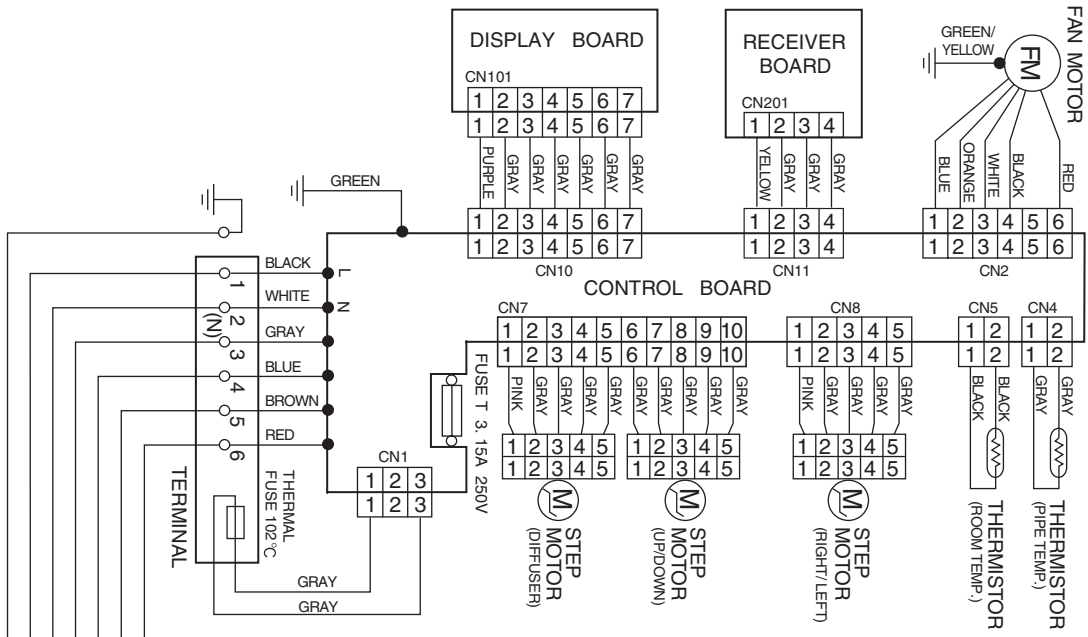 DISPLAY BOARD
CN101
1 2 3 4 5 6 7
1 2 3 4 5 6 7
PURPLE
GRAY
GRAY
GRAY
GRAY
GRAY
GRAY
1 2 3 4 5 6 7
1 2 3 4 5 6 7
CN10
RECEIVER
BOARD
CN201
1 2 3 4
YELLOW
GRAY
GRAY
GRAY
1 2 3 4
1 2 3 4
CN11
FAN MOTOR
GREEN/
YELLOW
FM
BLUE
ORANGE
WHITE
BLACK
RED
1 2 3 4 5 6
1 2 3 4 5 6
CN2
GREEN
CONTROL BOARD
BLACK
L
1
WHITE
N
2
(N)
GRAY
3
BLUE
4
BROWN
5
RED
6
TERMINAL
THERMAL
FUSE 102℃
GRAY
GRAY
CN1
1 2 3
1 2 3
FUSE T 3. 15A 250V
CN7
1 2 3 4 5 6 7 8 9 10
1 2 3 4 5 6 7 8 9 10
PINK
GRAY
GRAY
GRAY
GRAY
GRAY
GRAY
GRAY
GRAY
GRAY
1 2 3 4 5
1 2 3 4 5
M
STEP
MOTOR
(DIFFUSER)
1 2 3 4 5
1 2 3 4 5
M
STEP
MOTOR
(UP/DOWN)
CN8
1 2 3 4 5
1 2 3 4 5
PINK
GRAY
GRAY
GRAY
GRAY
1 2 3 4 5
1 2 3 4 5
M
STEP
MOTOR
(RIGHT/ LEFT)
CN5
1 2
1 2
BLACK
BLACK
THERMISTOR
(ROOM TEMP.)
CN4
1 2
1 2
GRAY
GRAY
THERMISTOR
(PIPE TEMP.)